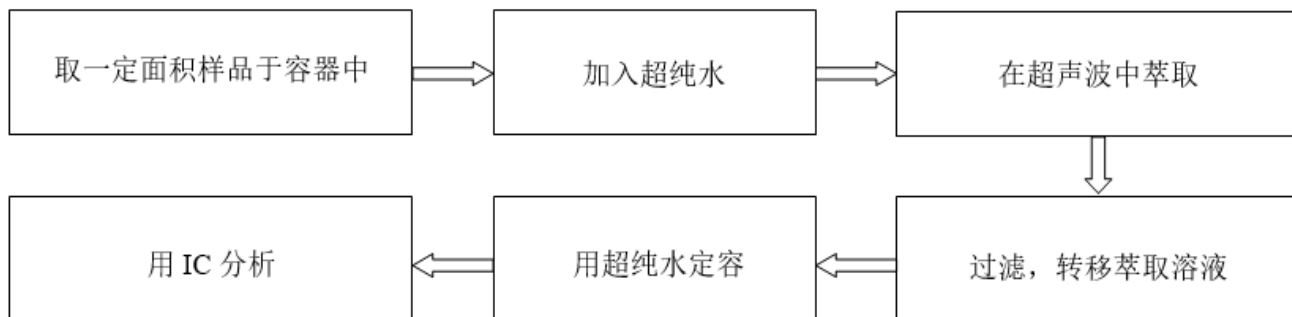 取一定面积样品于容器中
加入超纯水
在超声波中萃取
过滤，转移萃取溶液
用超纯水定容
用 IC 分析